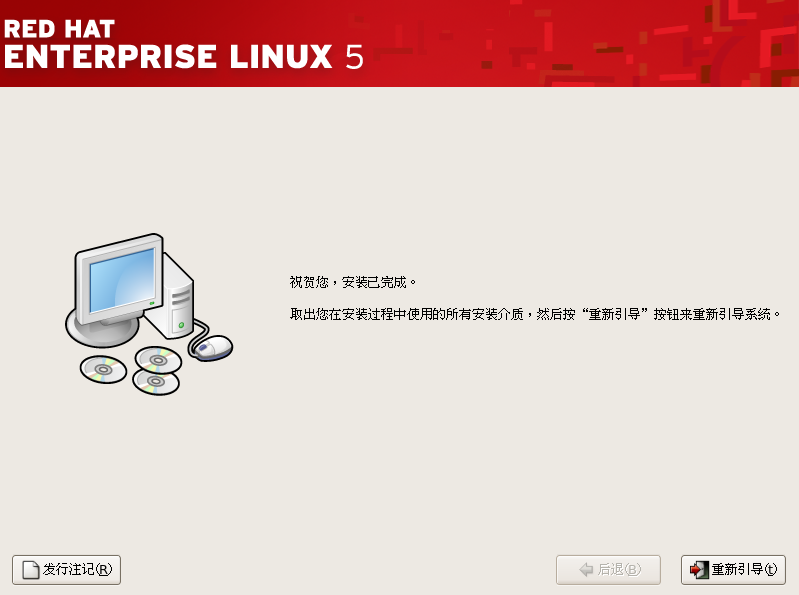 RED HAT
ENTERPRISE LINUX 5
祝贺您，安装已完成。
取出您在安装过程中使用的所有安装介质，然后按“重新引导”按钮来重新引导系统。
发行注记(R)
后退(B)
重新引导(t)